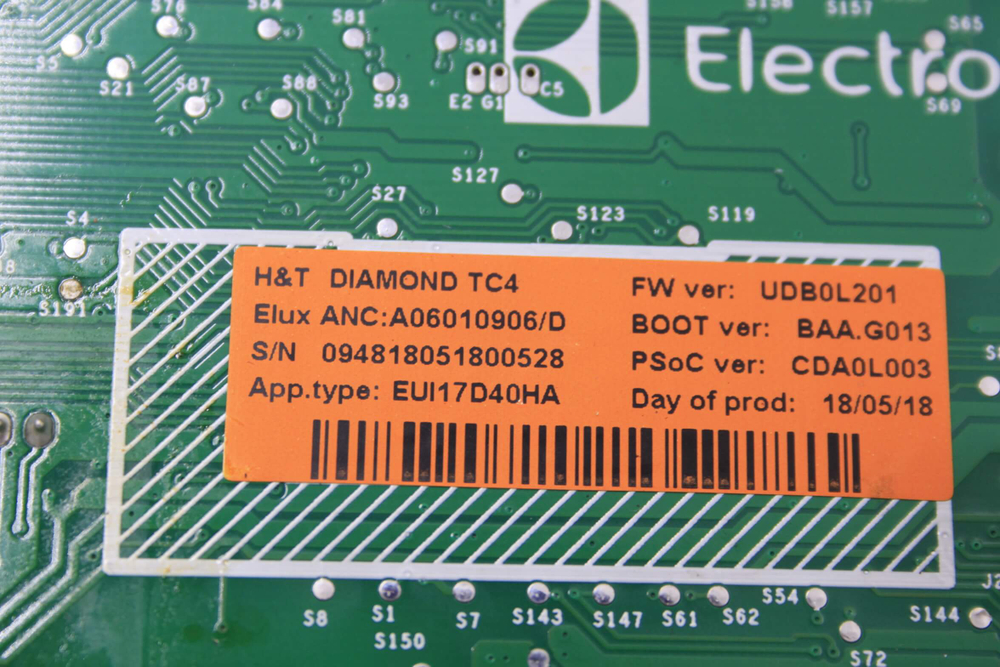 S76 S84 S81 S156 S157
S5 S21 S87 S88 S93 S91 S65
E2 G1 C5 Electro S69
S127
S27 S123 S119
S4
S191
H&T DIAMOND TC4
Elux ANC:A06010906/D
S/N 094818051800528
App.type: EUI17D40HA
FW ver: UDB0L201
BOOT ver: BAA.G013
PSoC ver: CDA0L003
Day of prod: 18/05/18
S8 S1 S7 S143 S147 S61 S62 S54 S144
S150 S72